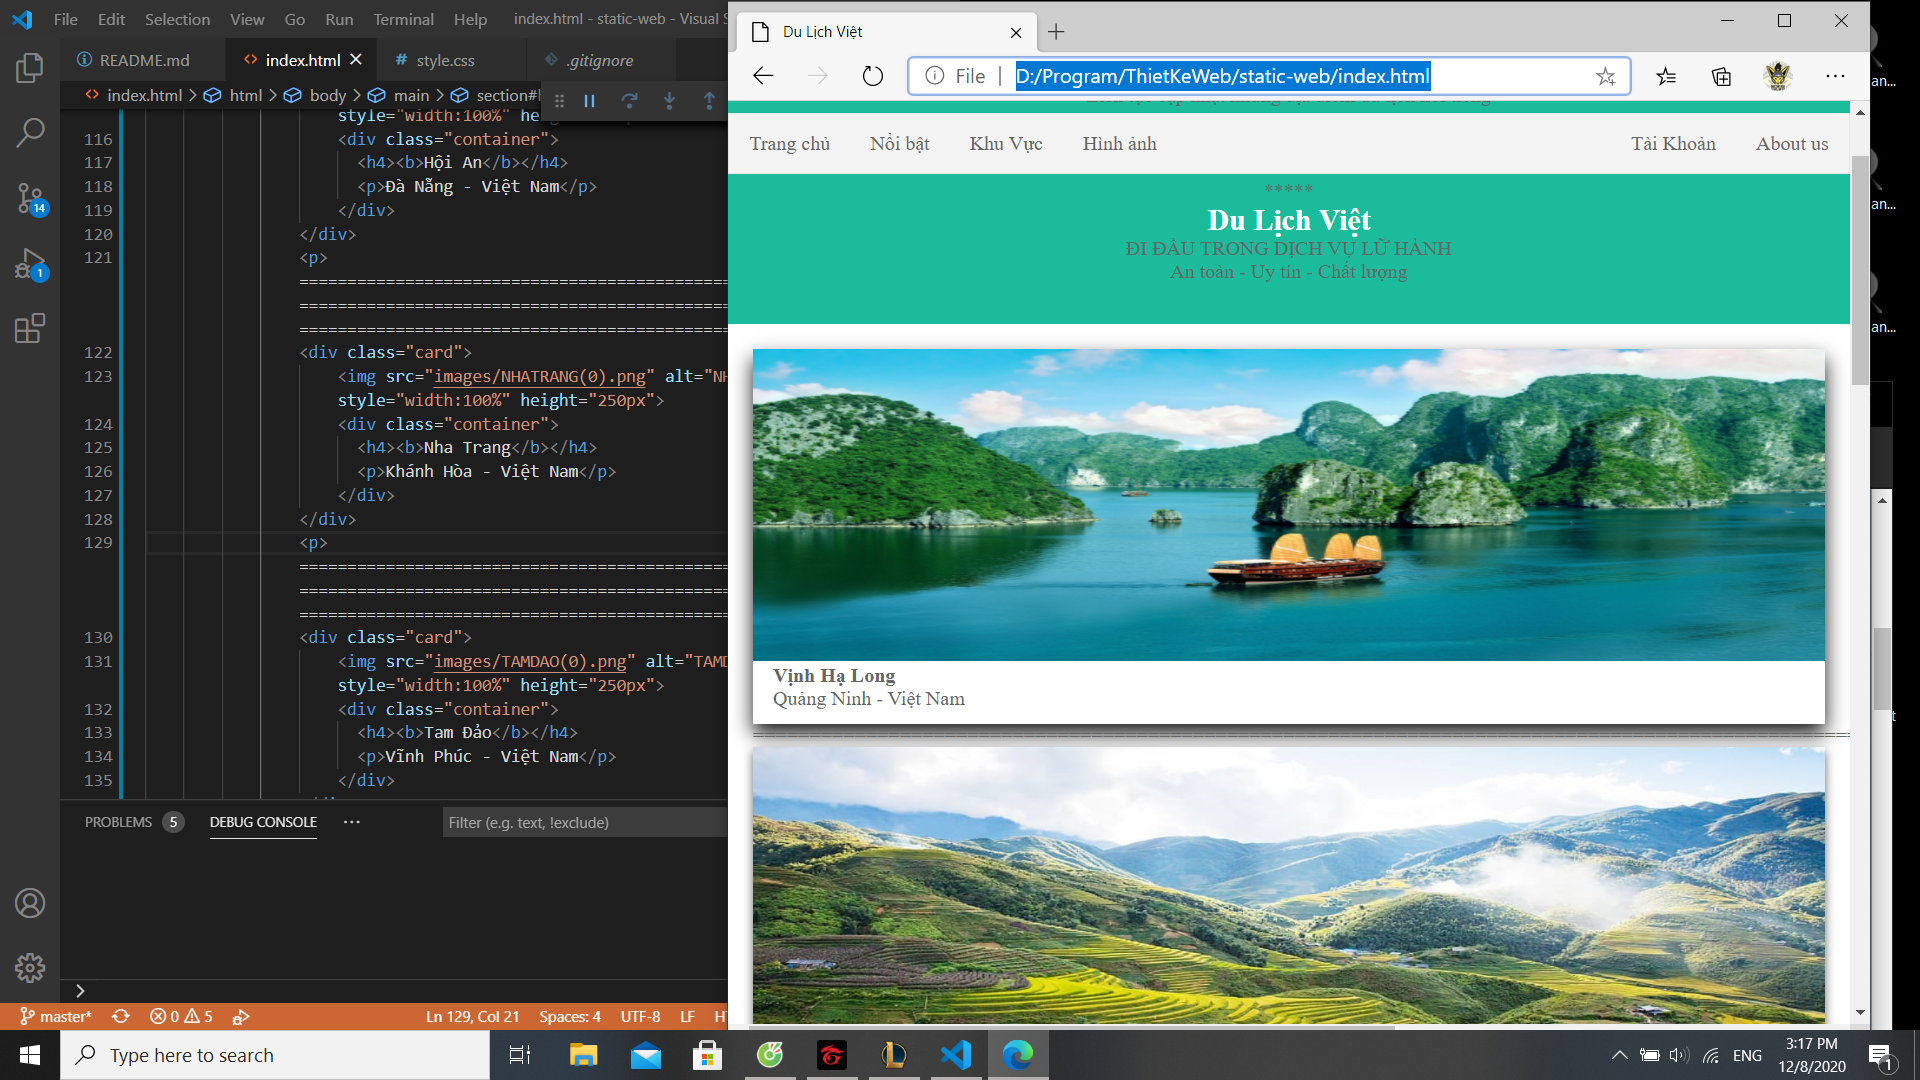 File Edit Selection View Go Run Terminal Help index.html - static-web - Visual S
README.md index.html style.css .gitignore
index.html > html > body > main > section#h
style="width:100%" he
116 <div class="container">
117 <h4><b>Hội An</b></h4>
118 <p>Đà Nẵng - Việt Nam</p>
119 </div>
120 </div>
121 <p>
=============================================
=============================================
=============================================
122 <div class="card">
123 <img src="images/NHATRANG(0).png" alt="NH
style="width:100%" height="250px">
124 <div class="container">
125 <h4><b>Nha Trang</b></h4>
126 <p>Khánh Hòa - Việt Nam</p>
127 </div>
128 </div>
129 <p>
=============================================
=============================================
=============================================
130 <div class="card">
131 <img src="images/TAMDAO(0).png" alt="TAMD
style="width:100%" height="250px">
132 <div class="container">
133 <h4><b>Tam Đảo</b></h4>
134 <p>Vĩnh Phúc - Việt Nam</p>
135 </div>
PROBLEMS 5 DEBUG CONSOLE ...
Filter (e.g. text, !exclude)
14
1
master* 0 5 Ln 129, Col 21 Spaces: 4 UTF-8 LF
Du Lịch Việt
File | D:/Program/ThietKeWeb/static-web/index.html
Trang chủ Nổi bật Khu Vực Hình ảnh Tài Khoản About us
*****
Du Lịch Việt
ĐI ĐẦU TRONG DỊCH VỤ LỮ HÀNH
An toàn - Uy tín - Chất lượng
Vịnh Hạ Long
Quảng Ninh - Việt Nam
an...
an...
an...
Type here to search
ENG
3:17 PM
12/8/2020
1